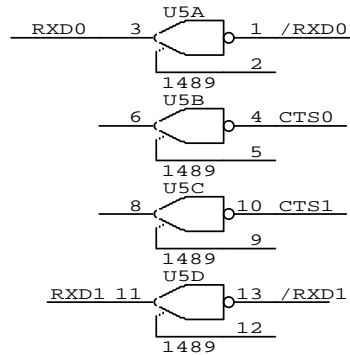 U5A
RXD0 3 1 /RXD0
2
1489
U5B
6 4 CTS0
5
1489
U5C
8 10 CTS1
9
1489
U5D
RXD1 11 13 /RXD1
12
1489